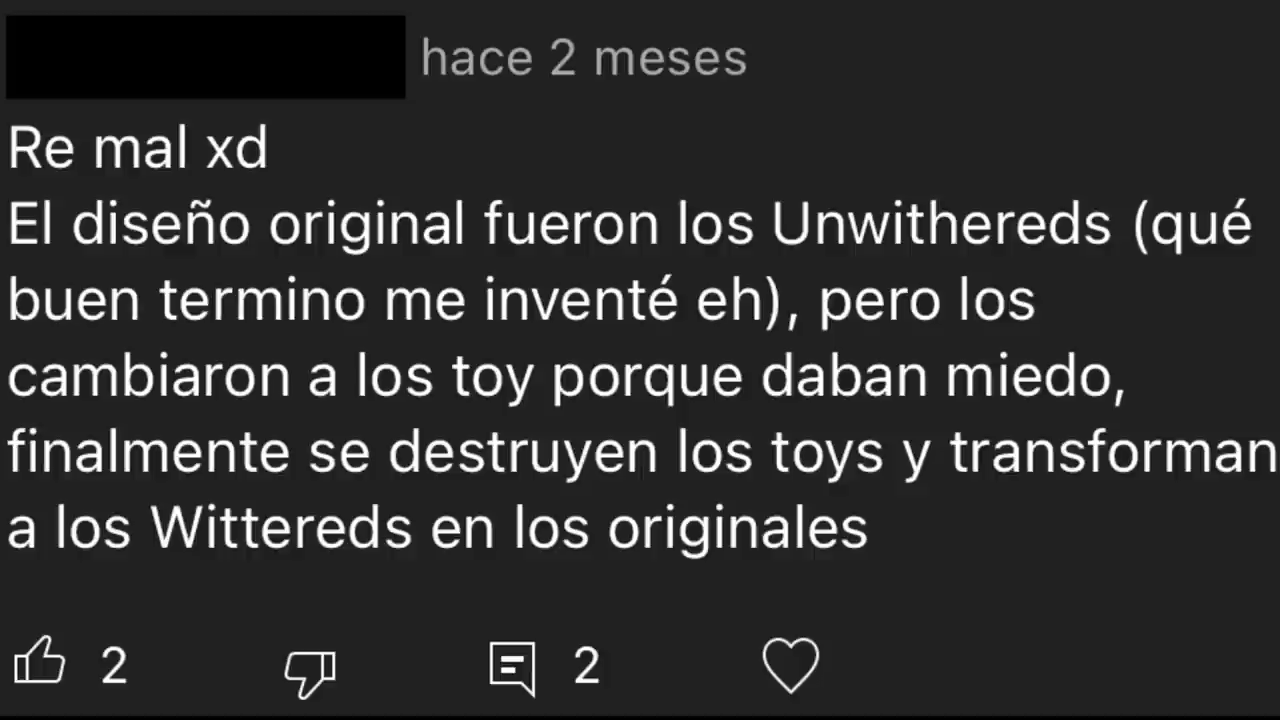 hace 2 meses
Re mal xd
El diseño original fueron los Unwithereds (qué
buen termino me inventé eh), pero los
cambiaron a los toy porque daban miedo,
finalmente se destruyen los toys y transforman
a los Wittereds en los originales
2
2